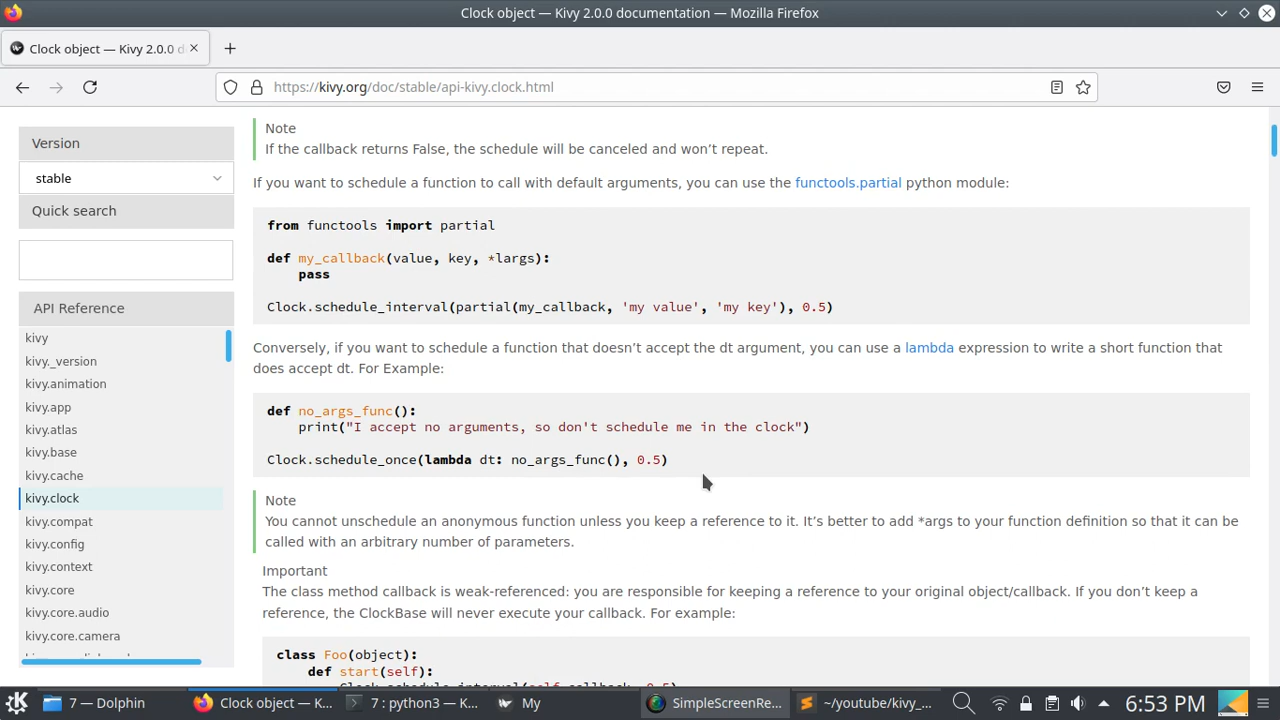 Clock object — Kivy 2.0.0 documentation — Mozilla Firefox
Clock object — Kivy 2.0.0 d
https://kivy.org/doc/stable/api-kivy.clock.html
Version
stable
Quick search
API Reference
kivy
kivy._version
kivy.animation
kivy.app
kivy.atlas
kivy.base
kivy.cache
kivy.clock
kivy.compat
kivy.config
kivy.context
kivy.core
kivy.core.audio
kivy.core.camera
Note
If the callback returns False, the schedule will be canceled and won’t repeat.
If you want to schedule a function to call with default arguments, you can use the functools.partial python module:
from functools import partial
def my_callback(value, key, *largs):
pass
Clock.schedule_interval(partial(my_callback, 'my value', 'my key'), 0.5)
Conversely, if you want to schedule a function that doesn’t accept the dt argument, you can use a lambda expression to write a short function that
does accept dt. For Example:
def no_args_func():
print("I accept no arguments, so don't schedule me in the clock")
Clock.schedule_once(lambda dt: no_args_func(), 0.5)
Note
You cannot unschedule an anonymous function unless you keep a reference to it. It’s better to add *args to your function definition so that it can be
called with an arbitrary number of parameters.
Important
The class method callback is weak-referenced: you are responsible for keeping a reference to your original object/callback. If you don’t keep a
reference, the ClockBase will never execute your callback. For example:
class Foo(object):
def start(self):
Clock.schedule_interval(self.callback, 0.5)
7 — Dolphin
Clock object — K...
7 : python3 — K...
My
SimpleScreenRe...
~/youtube/kivy_...
6:53 PM